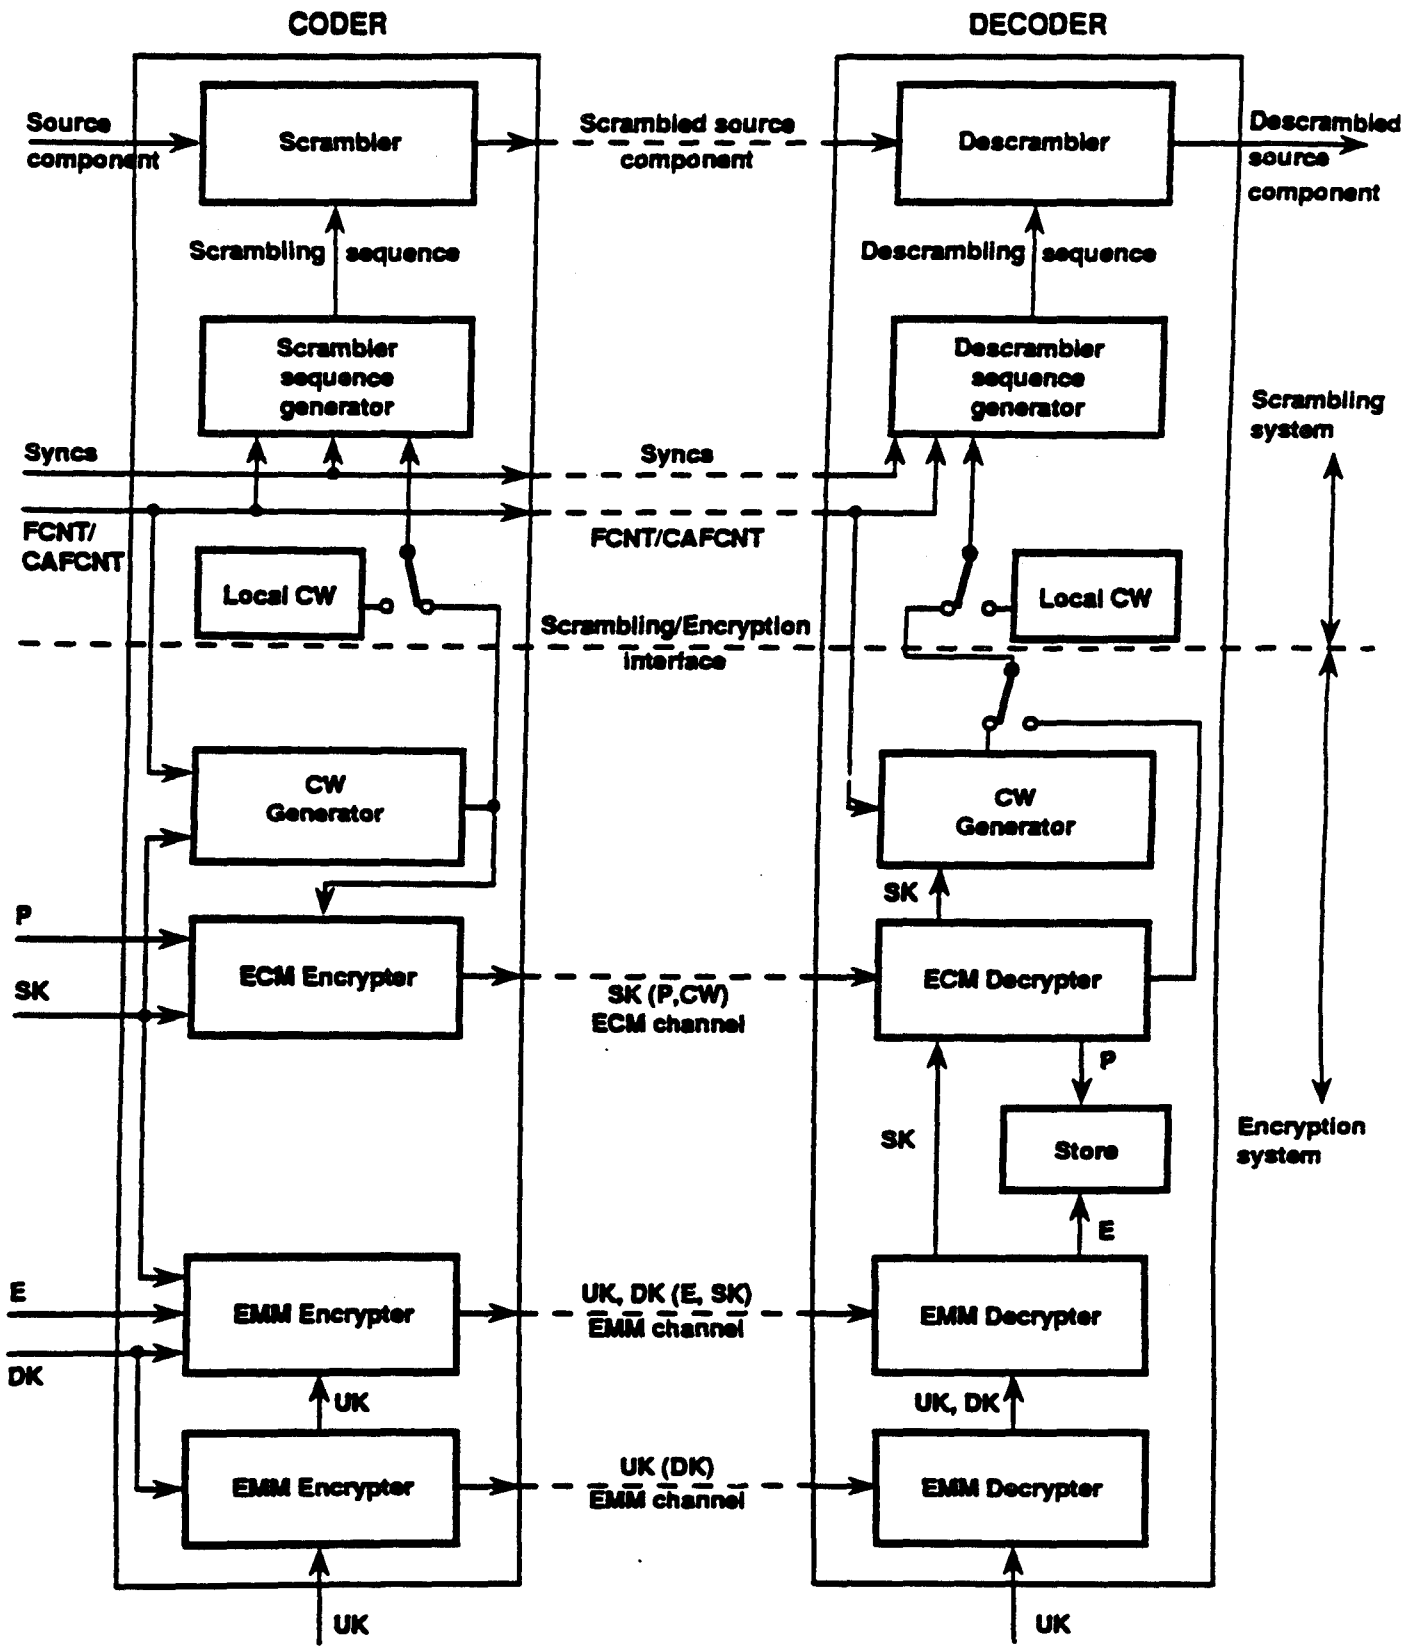 CODER
DECODER
Source
component
Scrambler
Scrambled source
component
Descrambler
Descrambled
source
component
Scrambling sequence
Descrambling sequence
Scrambler
sequence
generator
Descrambler
sequence
generator
Scrambling
system
Syncs
Syncs
FCNT/
CAFCNT
FCNT/CAFCNT
Local CW
Local CW
Scrambling/Encryption
interface
CW
Generator
CW
Generator
SK
P
SK
ECM Encrypter
SK (P,CW)
ECM channel
ECM Decrypter
P
SK
Store
Encryption
system
E
E
DK
EMM Encrypter
UK, DK (E, SK)
EMM channel
EMM Decrypter
UK
UK, DK
EMM Encrypter
UK (DK)
EMM channel
EMM Decrypter
UK
UK